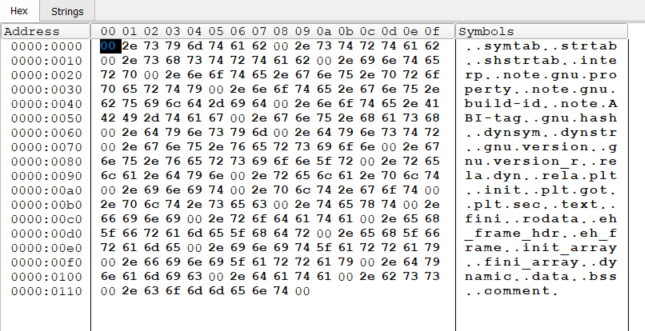 Hex Strings
Address 00 01 02 03 04 05 06 07 08 09 0a 0b 0c 0d 0e 0f Symbols
0000:0000 00 2e 73 79 6d 74 61 62 00 2e 73 74 72 74 61 62 ..symtab..strtab
0000:0010 00 2e 73 68 73 74 72 74 61 62 00 2e 69 6e 74 65 ..shstrtab..inte
0000:0020 72 70 00 2e 6e 6f 74 65 2e 67 6e 75 2e 70 72 6f rp..note.gnu.pro
0000:0030 70 65 72 74 79 00 2e 6e 6f 74 65 2e 67 6e 75 2e perty..note.gnu.
0000:0040 62 75 69 6c 64 2d 69 64 00 2e 6e 6f 74 65 2e 41 build-id..note.A
0000:0050 42 49 2d 74 61 67 00 2e 67 6e 75 2e 68 61 73 68 BI-tag..gnu.hash
0000:0060 00 2e 64 79 6e 73 79 6d 00 2e 64 79 6e 73 74 72 ..dynsym..dynstr
0000:0070 00 2e 67 6e 75 2e 76 65 72 73 69 6f 6e 00 2e 67 ..gnu.version..g
0000:0080 6e 75 2e 76 65 72 73 69 6f 6e 5f 72 00 2e 72 65 nu.version_r..re
0000:0090 6c 61 2e 64 79 6e 00 2e 72 65 6c 61 2e 70 6c 74 la.dyn..rela.plt
0000:00a0 00 2e 69 6e 69 74 00 2e 70 6c 74 2e 67 6f 74 00 ..init..plt.got.
0000:00b0 2e 70 6c 74 2e 73 65 63 00 2e 74 65 78 74 00 2e .plt.sec..text..
0000:00c0 66 69 6e 69 00 2e 72 6f 64 61 74 61 00 2e 65 68 fini..rodata..eh
0000:00d0 5f 66 72 61 6d 65 5f 68 64 72 00 2e 65 68 5f 66 _frame_hdr..eh_f
0000:00e0 72 61 6d 65 00 2e 69 6e 69 74 5f 61 72 72 61 79 rame..init_array
0000:00f0 00 2e 66 69 6e 69 5f 61 72 72 61 79 00 2e 64 79 ..fini_array..dy
0000:0100 6e 61 6d 69 63 00 2e 64 61 74 61 00 2e 62 73 73 namic..data..bss
0000:0110 00 2e 63 6f 6d 6d 65 6e 74 00 ..comment.